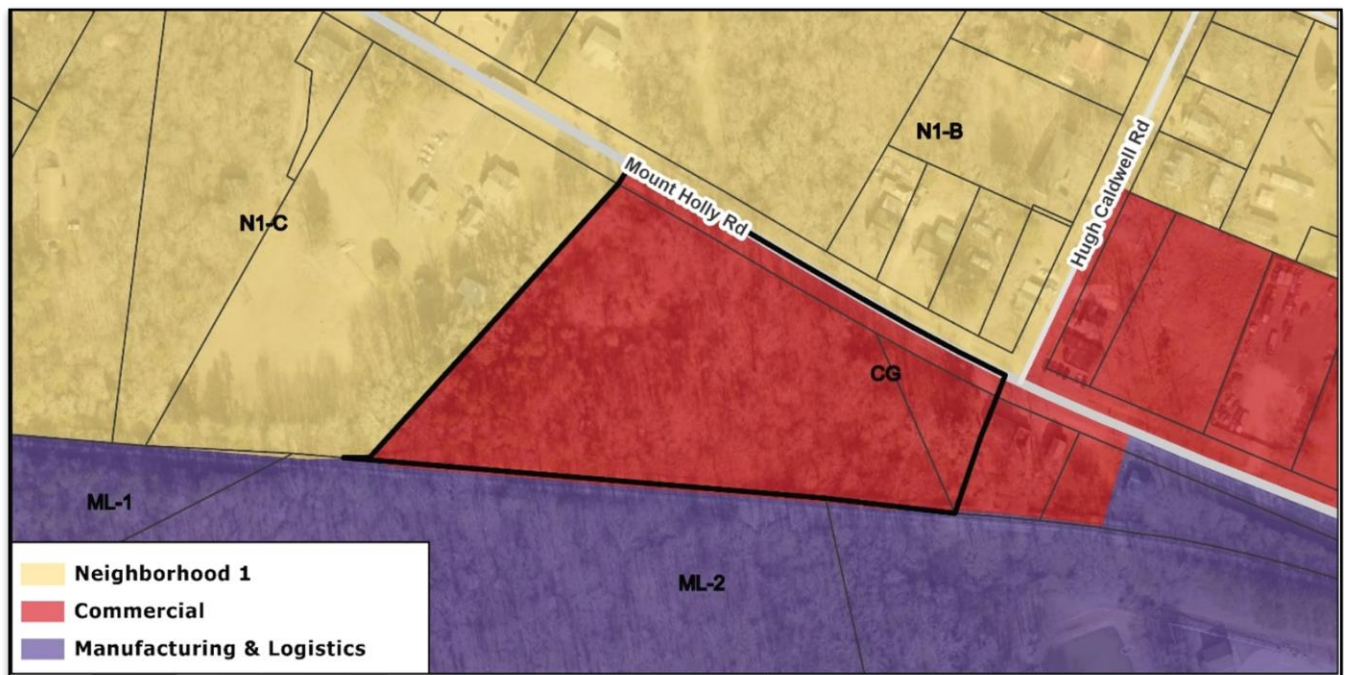 N1-B
Mount Holly Rd
Hugh Caldwell Rd
N1-C
CG
ML-1
ML-2
Neighborhood 1
Commercial
Manufacturing & Logistics